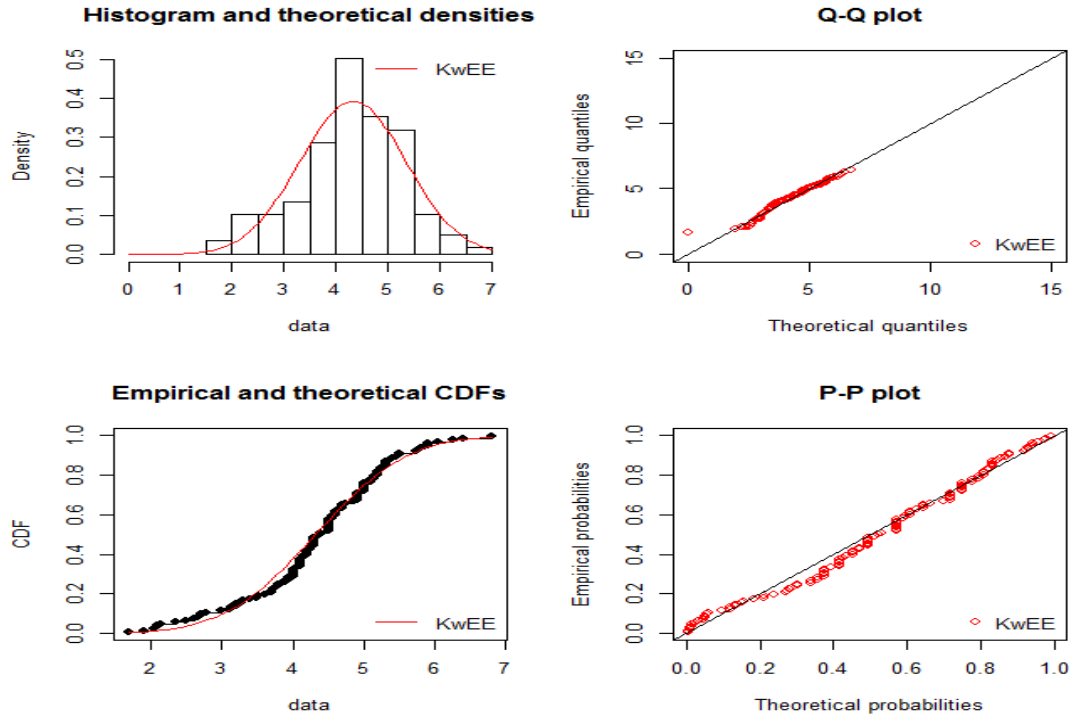 Histogram and theoretical densities
KwEE
Density
0.0 0.1 0.2 0.3 0.4 0.5
0 1 2 3 4 5 6 7
data
Q-Q plot
Empirical quantiles
0 5 10 15
KwEE
0 5 10 15
Theoretical quantiles
Empirical and theoretical CDFs
CDF
0.0 0.2 0.4 0.6 0.8 1.0
KwEE
2 3 4 5 6 7
data
P-P plot
Empirical probabilities
0.0 0.2 0.4 0.6 0.8 1.0
KwEE
0.0 0.2 0.4 0.6 0.8 1.0
Theoretical probabilities